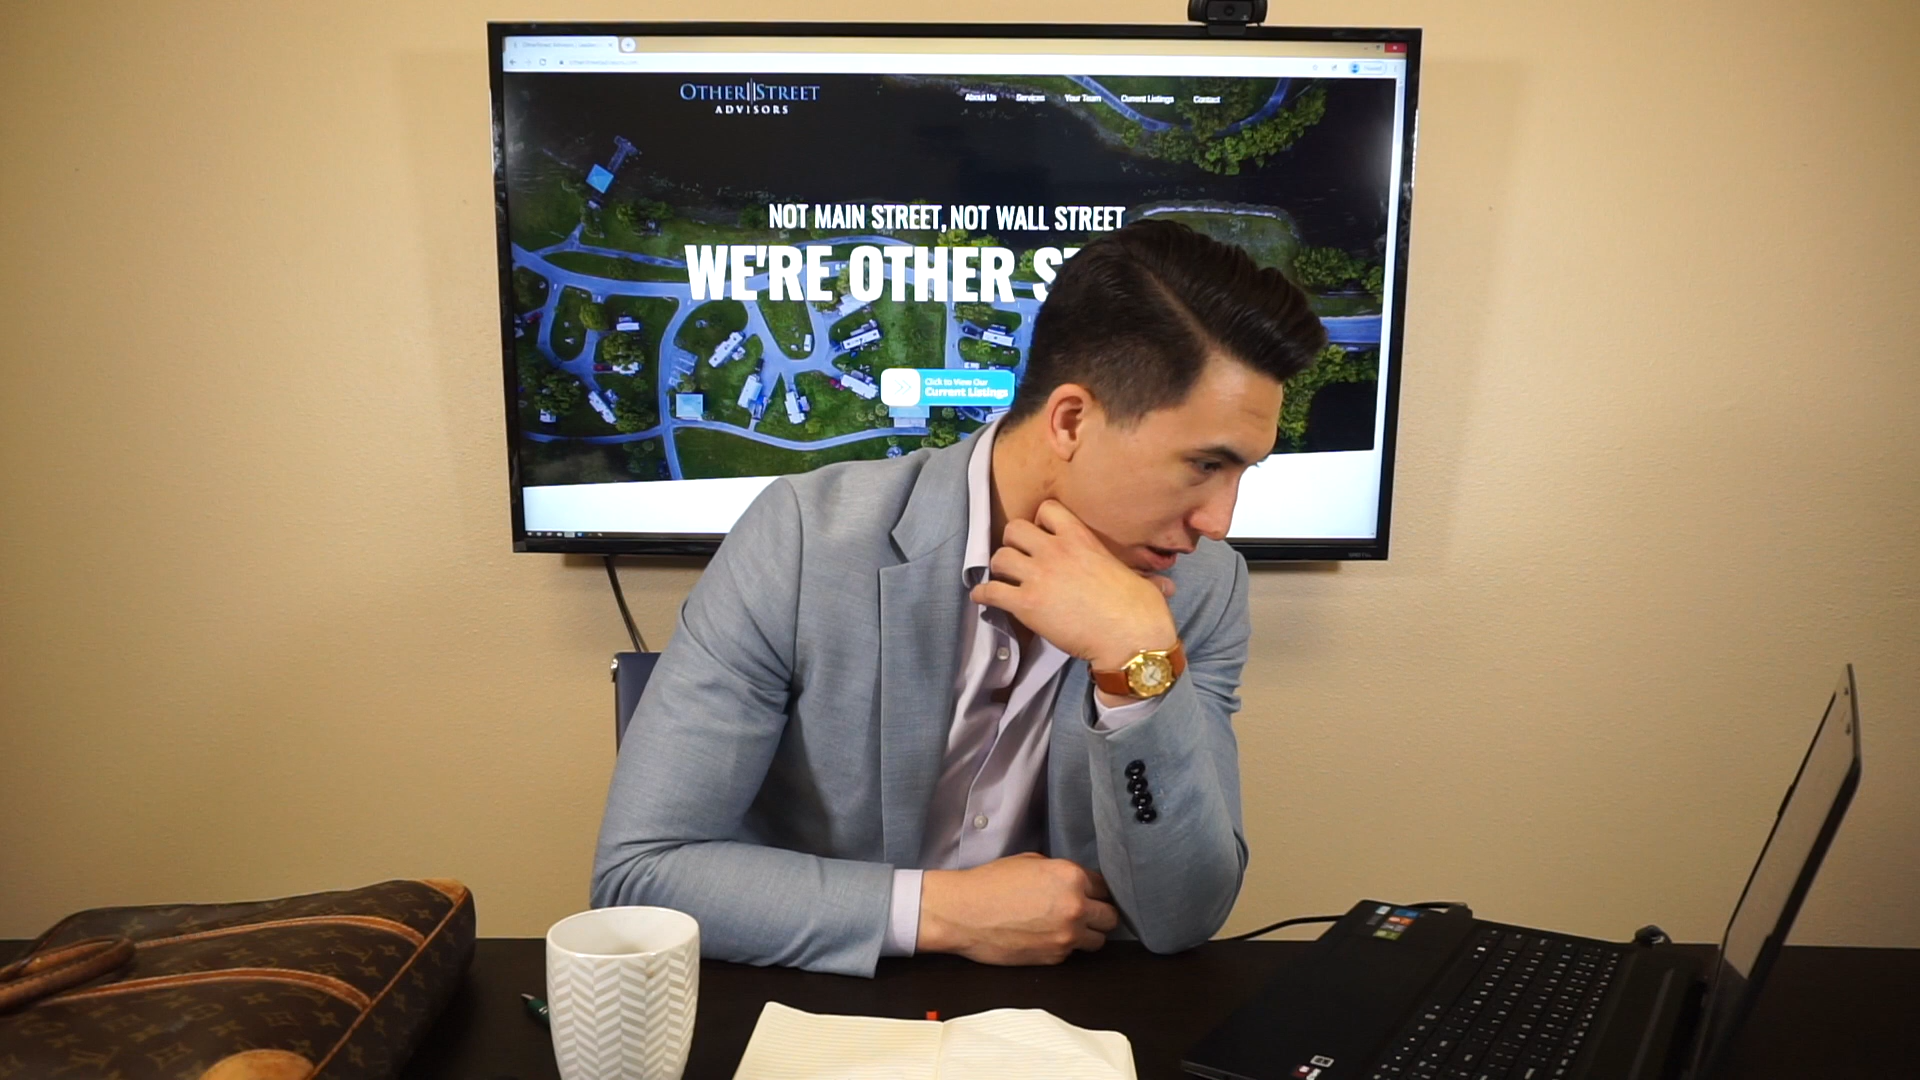 OTHER STREET
ADVISORS
About Us Services Your Team Current Listings Contact
NOT MAIN STREET, NOT WALL STREET
WE'RE OTHER S
Click to View Our
Current Listings